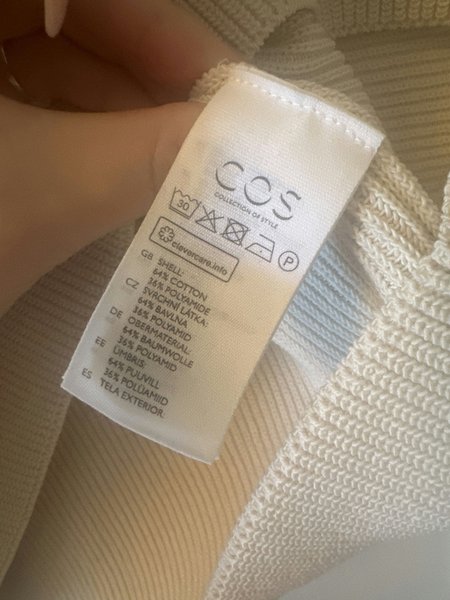 COS
COLLECTION OF STYLE
30 P
clevercare.info
GB SHELL:
64% COTTON
36% POLYAMIDE
CZ SVRCHNÍ LÁTKA:
64% BAVLNA
36% POLYAMID
DE OBERMATERIAL:
64% BAUMWOLLE
36% POLYAMID
EE ÜMBRIS:
64% PUUVILL
36% POLÜAMIID
ES TELA EXTERIOR: